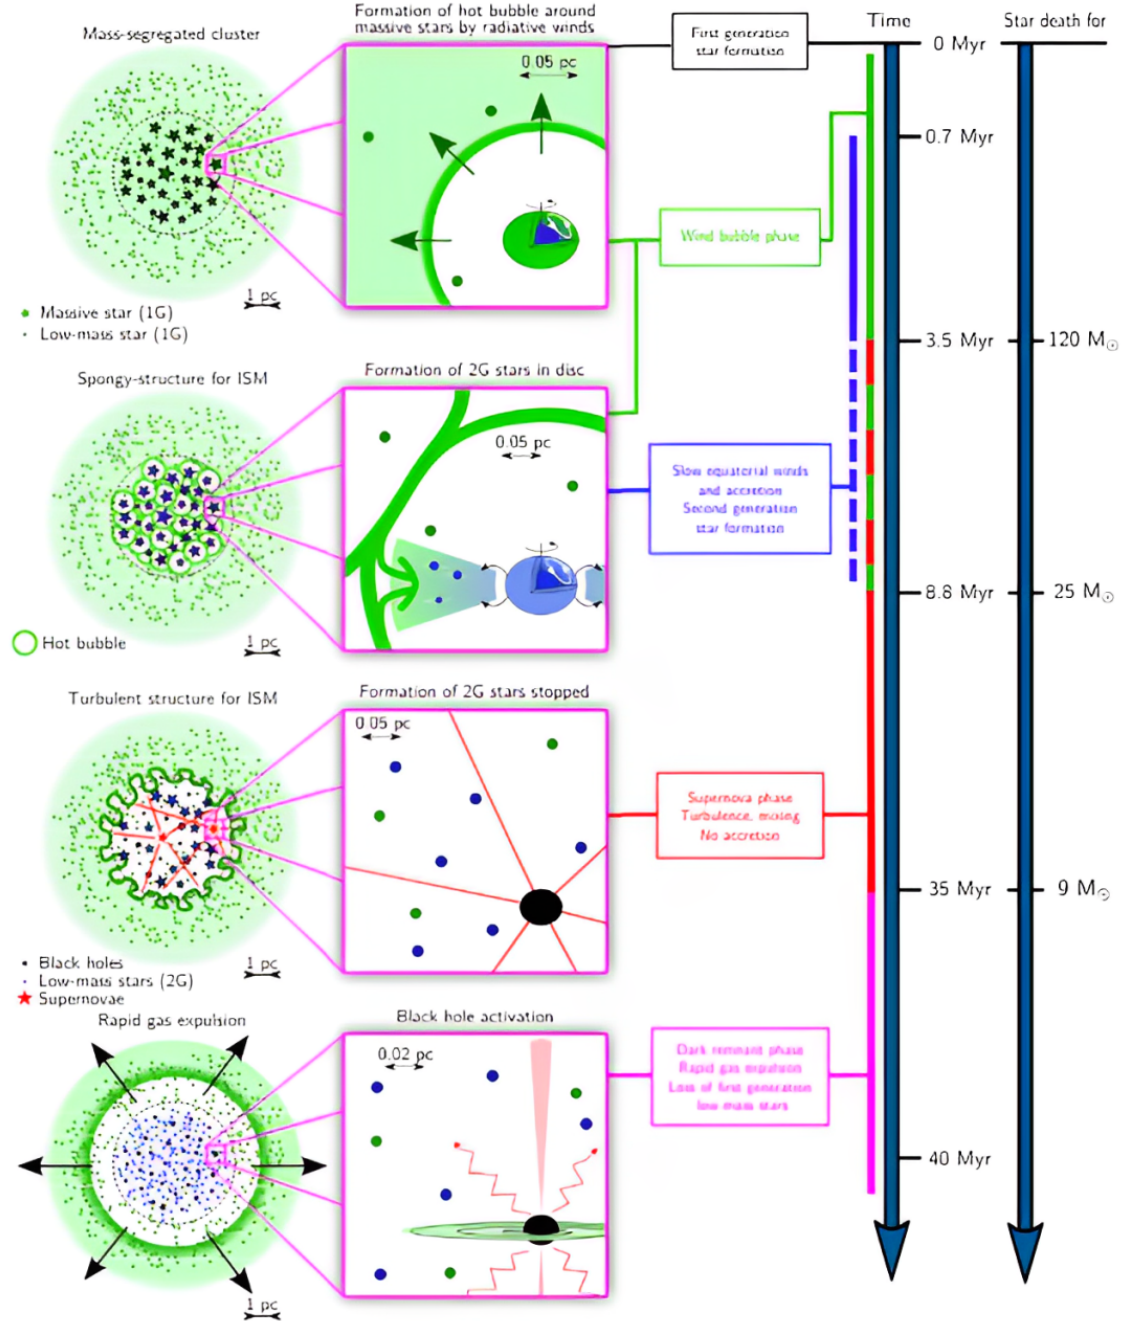 Mass-segregated cluster
1 pc
Massive star (1G)
Low-mass star (1G)
Formation of hot bubble around
massive stars by radiative winds
0.05 pc
First generation
star formation
Wind bubble phase
Spongy-structure for ISM
Hot bubble
1 pc
Formation of 2G stars in disc
0.05 pc
Slow equatorial winds
and accretion
Second generation
star formation
Turbulent structure for ISM
1 pc
Black holes
Low-mass stars (2G)
Supernovae
Formation of 2G stars stopped
0.05 pc
Supernova phase
Turbulence, mixing
No accretion
Rapid gas expulsion
1 pc
Black hole activation
0.02 pc
Dark remnant phase
Rapid gas expulsion
Loss of first generation
low-mass stars
Time
0 Myr
0.7 Myr
3.5 Myr
8.8 Myr
35 Myr
40 Myr
Star death for
120 M☉
25 M☉
9 M☉